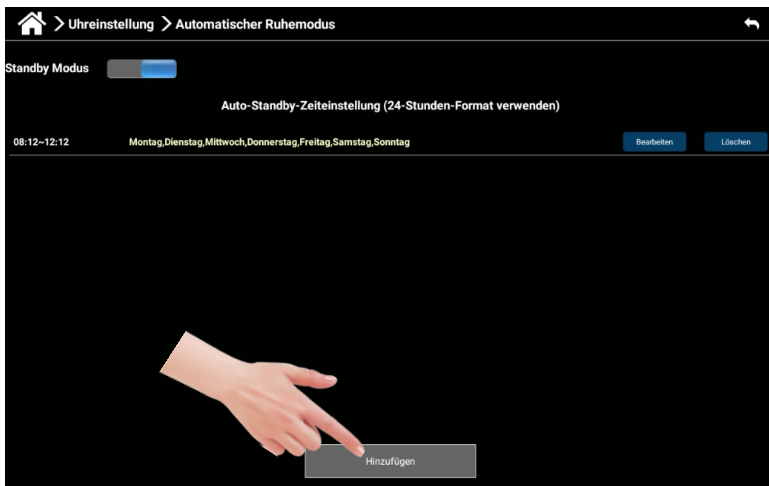 Uhreinstellung Automatischer Ruhemodus
Standby Modus
Auto-Standby-Zeiteinstellung (24-Stunden-Format verwenden)
08:12~12:12 Montag,Dienstag,Mittwoch,Donnerstag,Freitag,Samstag,Sonntag Bearbeiten Löschen
Hinzufügen